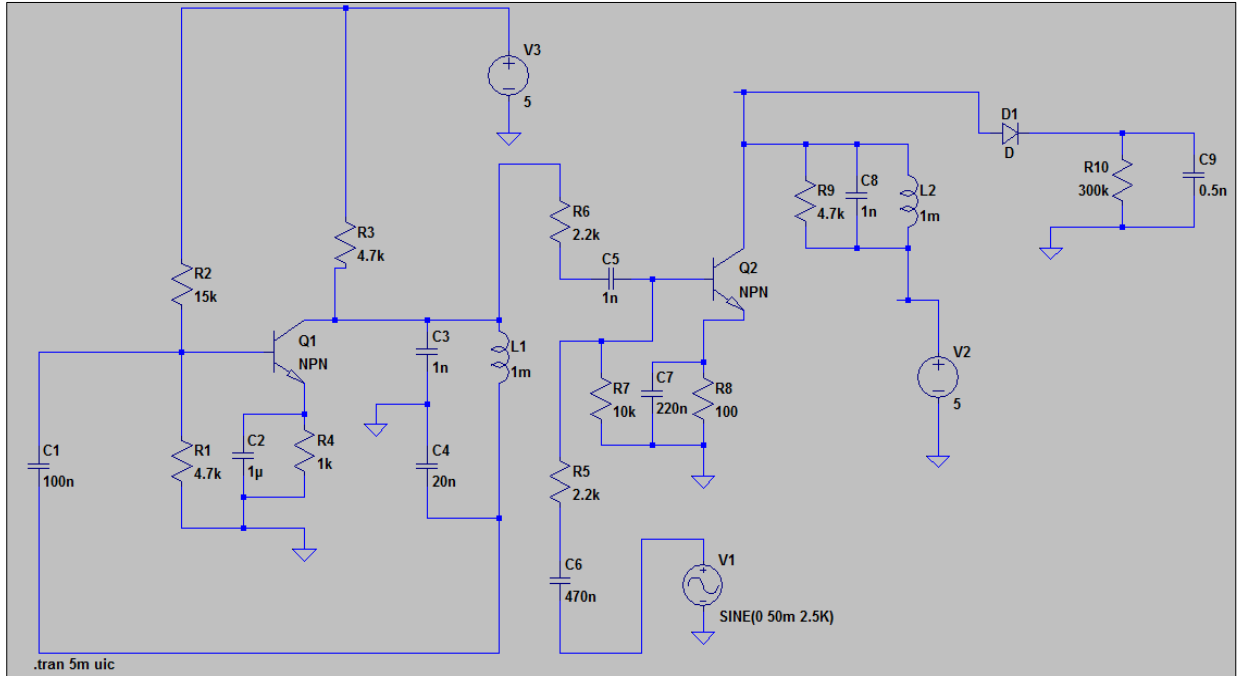 V3
5
D1
D
R10
300k
C9
0.5n
R9
4.7k
C8
1n
L2
1m
R6
2.2k
R3
4.7k
C5
1n
Q2
NPN
R2
15k
Q1
NPN
C3
1n
L1
1m
V2
5
R7
10k
C7
220n
R8
100
C1
100n
R1
4.7k
C2
1µ
R4
1k
C4
20n
R5
2.2k
C6
470n
V1
SINE(0 50m 2.5K)
.tran 5m uic